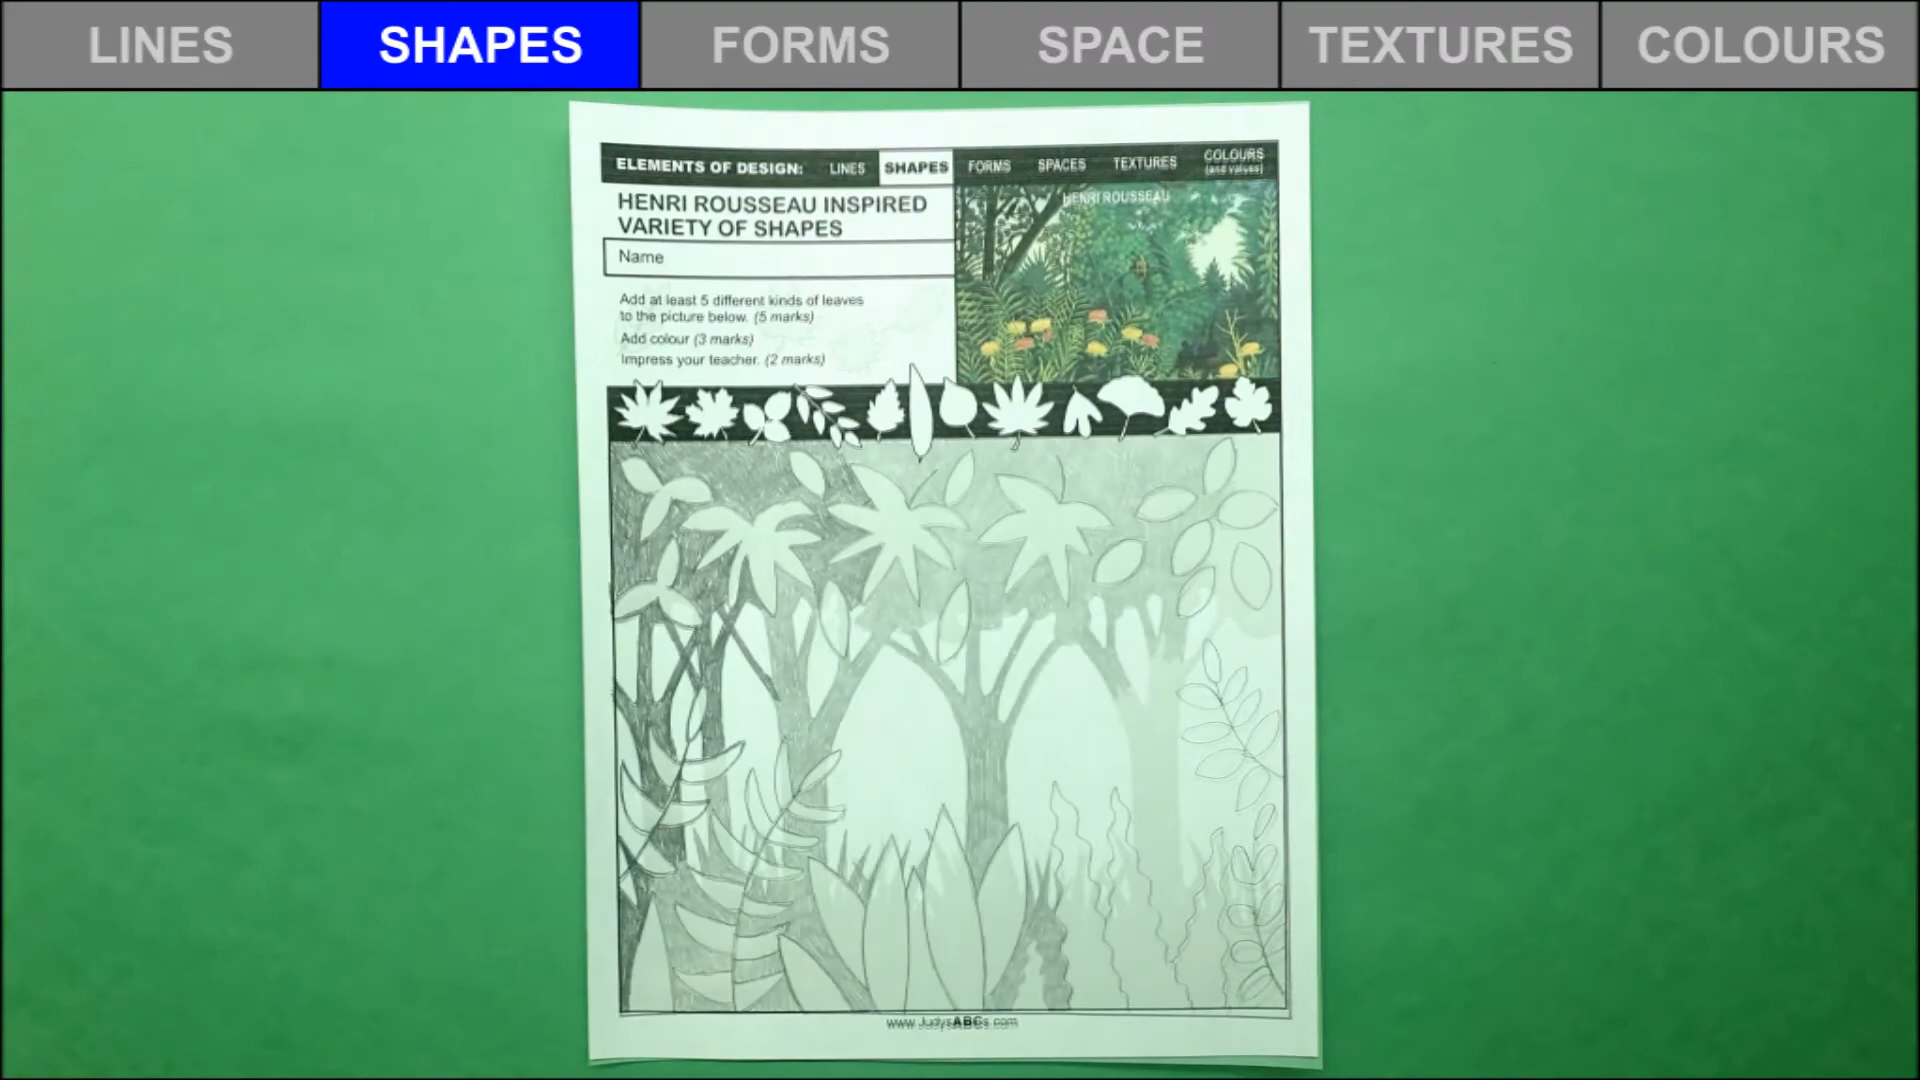 LINES SHAPES FORMS SPACE TEXTURES COLOURS
ELEMENTS OF DESIGN: LINES SHAPES FORMS SPACES TEXTURES COLOURS
(and values)
HENRI ROUSSEAU INSPIRED
VARIETY OF SHAPES
HENRI ROUSSEAU
Name
Add at least 5 different kinds of leaves
to the picture below. (5 marks)
Add colour (3 marks)
Impress your teacher. (2 marks)
www.JudysABCs.com